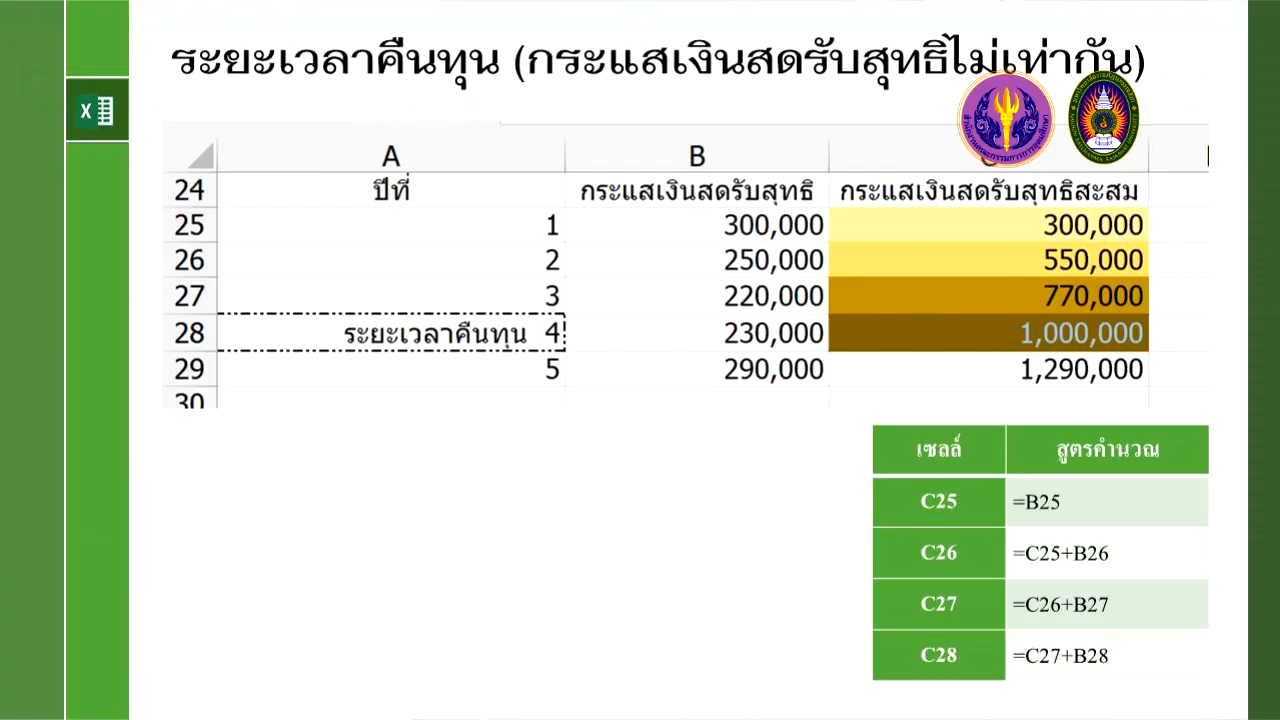 ระยะเวลาคืนทุน (กระแสเงินสดรับสุทธิไม่เท่ากัน)
A B
24 ปีที่ กระแสเงินสดรับสุทธิ กระแสเงินสดรับสุทธิสะสม
25 1 300,000 300,000
26 2 250,000 550,000
27 3 220,000 770,000
28 ระยะเวลาคืนทุน 4 230,000 1,000,000
29 5 290,000 1,290,000
30
เซลล์ สูตรคำนวณ
C25 =B25
C26 =C25+B26
C27 =C26+B27
C28 =C27+B28